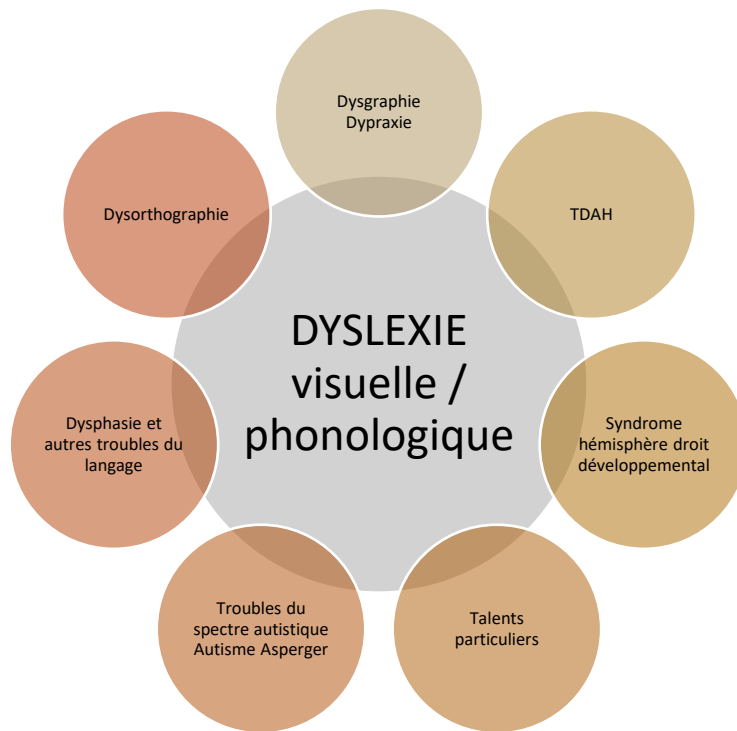 Dysgraphie
Dypraxie
TDAH
Syndrome
hémisphère droit
développemental
Talents
particuliers
Troubles du
spectre autistique
Autisme Asperger
Dysphasie et
autres troubles du
langage
Dysorthographie
DYSLEXIE
visuelle /
phonologique